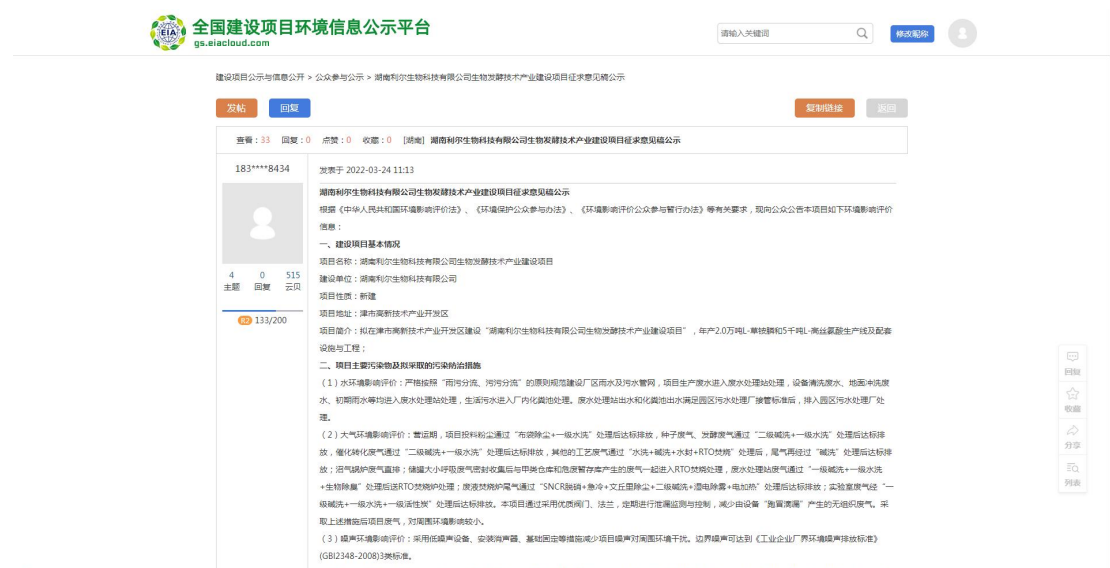 EIA
全国建设项目环境信息公示平台
gs.eiacloud.com
请输入关键词
修改昵称
建设项目公示与信息公开 > 公众参与公示 > 湖南利尔生物科技有限公司生物发酵技术产业建设项目征求意见稿公示
发帖
回复
复制链接
返回
查看：33 回复：0 点赞：0 收藏：0 [湖南] 湖南利尔生物科技有限公司生物发酵技术产业建设项目征求意见稿公示
183****8434
发表于 2022-03-24 11:13
4 0 515
主题 回复 云贝
R2 133/200
湖南利尔生物科技有限公司生物发酵技术产业建设项目征求意见稿公示
根据《中华人民共和国环境影响评价法》、《环境保护公众参与办法》、《环境影响评价公众参与暂行办法》等有关要求，现向公众公告本项目如下环境影响评价
信息：
一、建设项目基本情况
项目名称：湖南利尔生物科技有限公司生物发酵技术产业建设项目
建设单位：湖南利尔生物科技有限公司
项目性质：新建
项目地址：津市高新技术产业开发区
项目简介：拟在津市高新技术产业开发区建设“湖南利尔生物科技有限公司生物发酵技术产业建设项目”，年产2.0万吨L-草铵膦和5千吨L-高丝氨酸生产线及配套
设施与工程；
二、项目主要污染物及拟采取的污染防治措施
（1）水环境影响评价：严格按照“雨污分流、污污分流”的原则规范建设厂区雨水及污水管网，项目生产废水进入废水处理站处理，设备清洗废水、地面冲洗废
水、初期雨水等均进入废水处理站处理，生活污水进入厂内化粪池处理。废水处理站出水和化粪池出水满足园区污水处理厂接管标准后，排入园区污水处理厂处
理。
（2）大气环境影响评价：营运期，项目投料粉尘通过“布袋除尘+一级水洗”处理后达标排放，种子废气、发酵废气通过“二级碱洗+一级水洗”处理后达标排
放，催化转化废气通过“二级碱洗+一级水洗”处理后达标排放，其他的工艺废气通过“水洗+碱洗+水封+RTO焚烧”处理后，尾气再经过“碱洗”处理后达标排
放；沼气锅炉废气直排；储罐大小呼吸废气密封收集后与甲类仓库和危废暂存库产生的废气一起进入RTO焚烧处理，废水处理站废气通过“一级碱洗+一级水洗
+生物除臭”处理后送RTO焚烧炉处理；废液焚烧炉尾气通过“SNCR脱硝+急冷+文丘里除尘+二级碱洗+湿电除雾+电加热”处理后达标排放；实验室废气经“一
级碱洗+一级水洗+一级活性炭”处理后达标排放。本项目通过采用优质阀门、法兰，定期进行泄漏监测与控制，减少由设备“跑冒滴漏”产生的无组织废气。采
取上述措施后项目废气，对周围环境影响较小。
（3）噪声环境影响评价：采用低噪声设备、安装消声器、基础固定等措施减少项目噪声对周围环境干扰。边界噪声可达到《工业企业厂界环境噪声排放标准》
(GBI2348-2008)3类标准。
回复
收藏
分享
列表